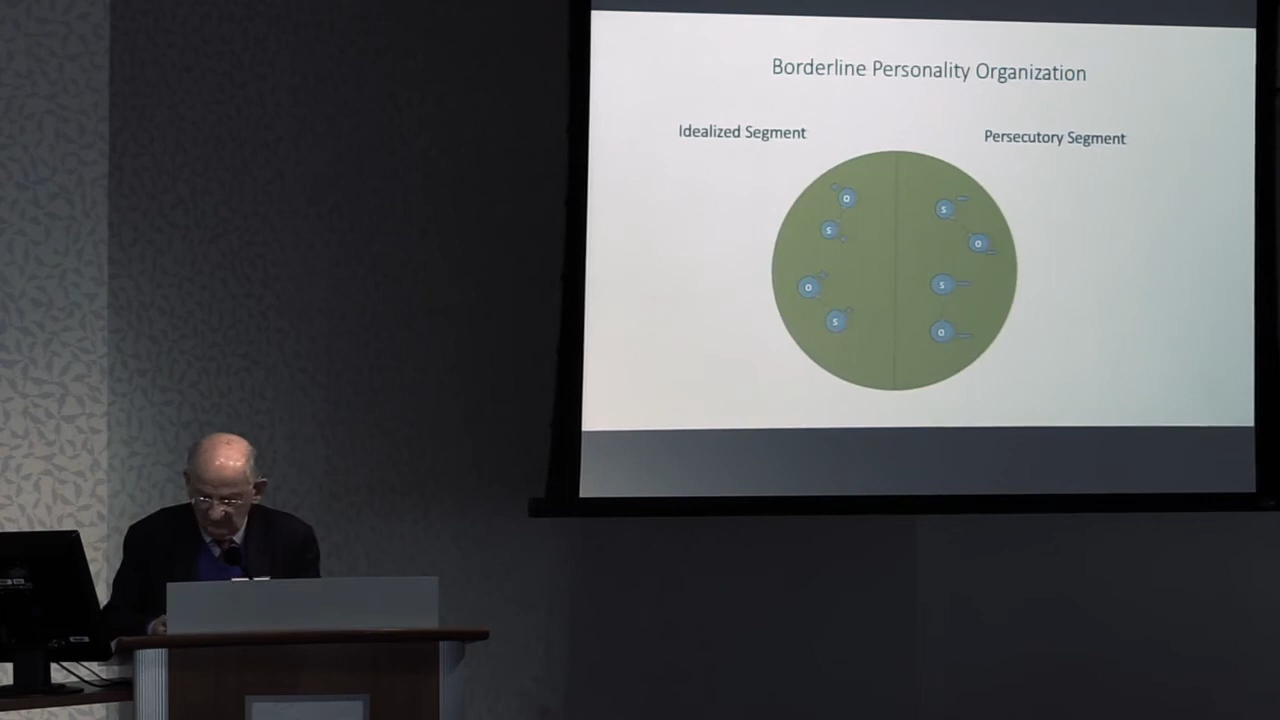 Borderline Personality Organization
Idealized Segment
Persecutory Segment
O
S
S
O
O
S
S
O